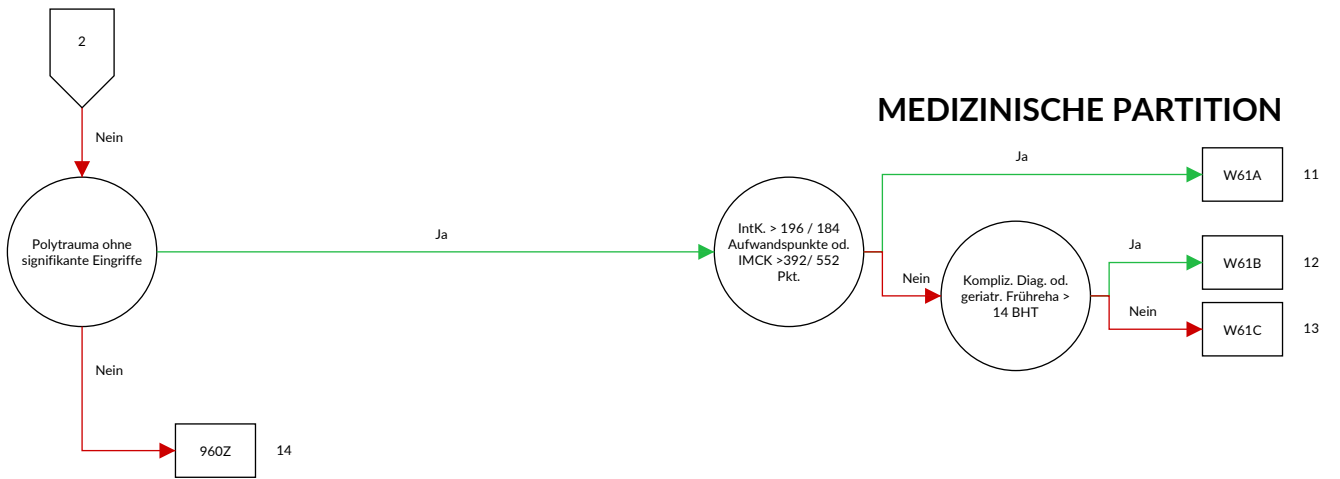 2
MEDIZINISCHE PARTITION
Nein
Ja
W61A
11
Polytrauma ohne
signifikante Eingriffe
Ja
IntK. > 196 / 184
Aufwandspunkte od.
IMCK >392/ 552
Pkt.
Nein
Kompliz. Diag. od.
geriatr. Frühreha >
14 BHT
Ja
W61B
12
Nein
W61C
13
Nein
960Z
14